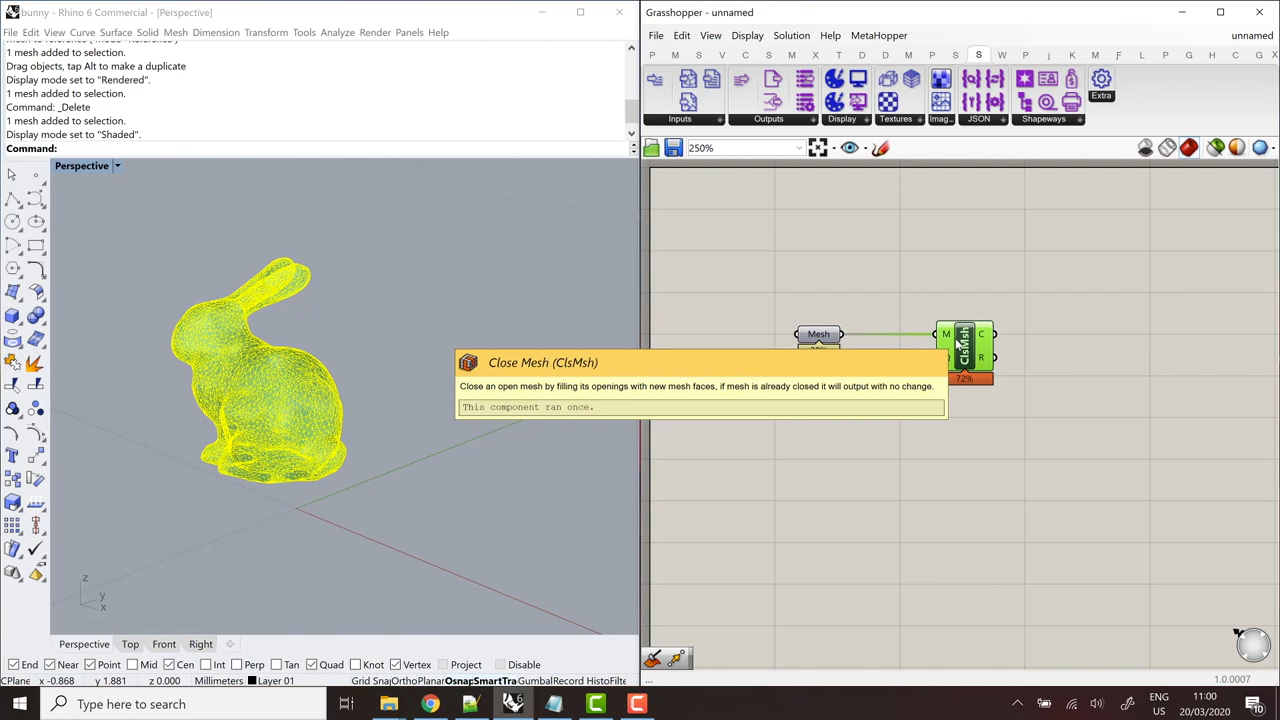 bunny - Rhino 6 Commercial - [Perspective]
File Edit View Curve Surface Solid Mesh Dimension Transform Tools Analyze Render Panels Help
1 mesh added to selection.
Drag objects, tap Alt to make a duplicate
Display mode set to "Rendered".
1 mesh added to selection.
Command: _Delete
1 mesh added to selection.
Display mode set to "Shaded".
Command:
Perspective
z
y
x
Perspective Top Front Right
End Near Point Mid Cen Int Perp Tan Quad Knot Vertex Project Disable
CPlane x -0.868 y 1.881 z 0.000 Millimeters Layer 01 Grid Snap Ortho Planar Osnap SmartTra Gumball Record HistoFilte
Grasshopper - unnamed
File Edit View Display Solution Help MetaHopper unnamed
P M S V C S M X M D P S S W P j K M F L P M K C G
Inputs Outputs Display Textures Imag... JSON Shapeways Extra
250%
Mesh
M C
ClsMsh
R
72%
Close Mesh (ClsMsh)
Close an open mesh by filling its openings with new mesh faces, if mesh is already closed it will output with no change.
This component ran once.
...
1.0.0007
Type here to search
ENG
11:00
20/03/2020
10